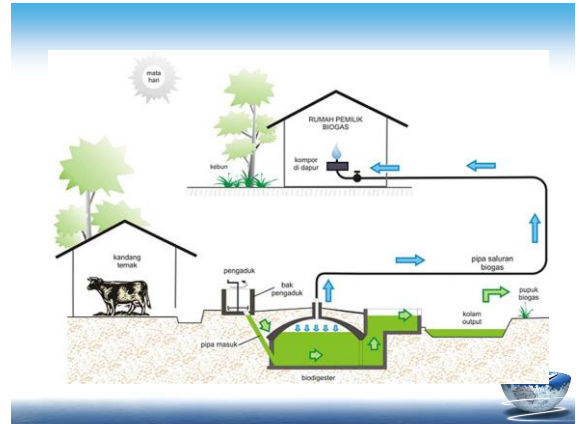 mata
hari
RUMAH PEMILIK
BIOGAS
kebun
kompor
di dapur
kandang
ternak
pengaduk
bak
pengaduk
pipa saluran
biogas
pupuk
biogas
kolam
output
pipa masuk
biodigester